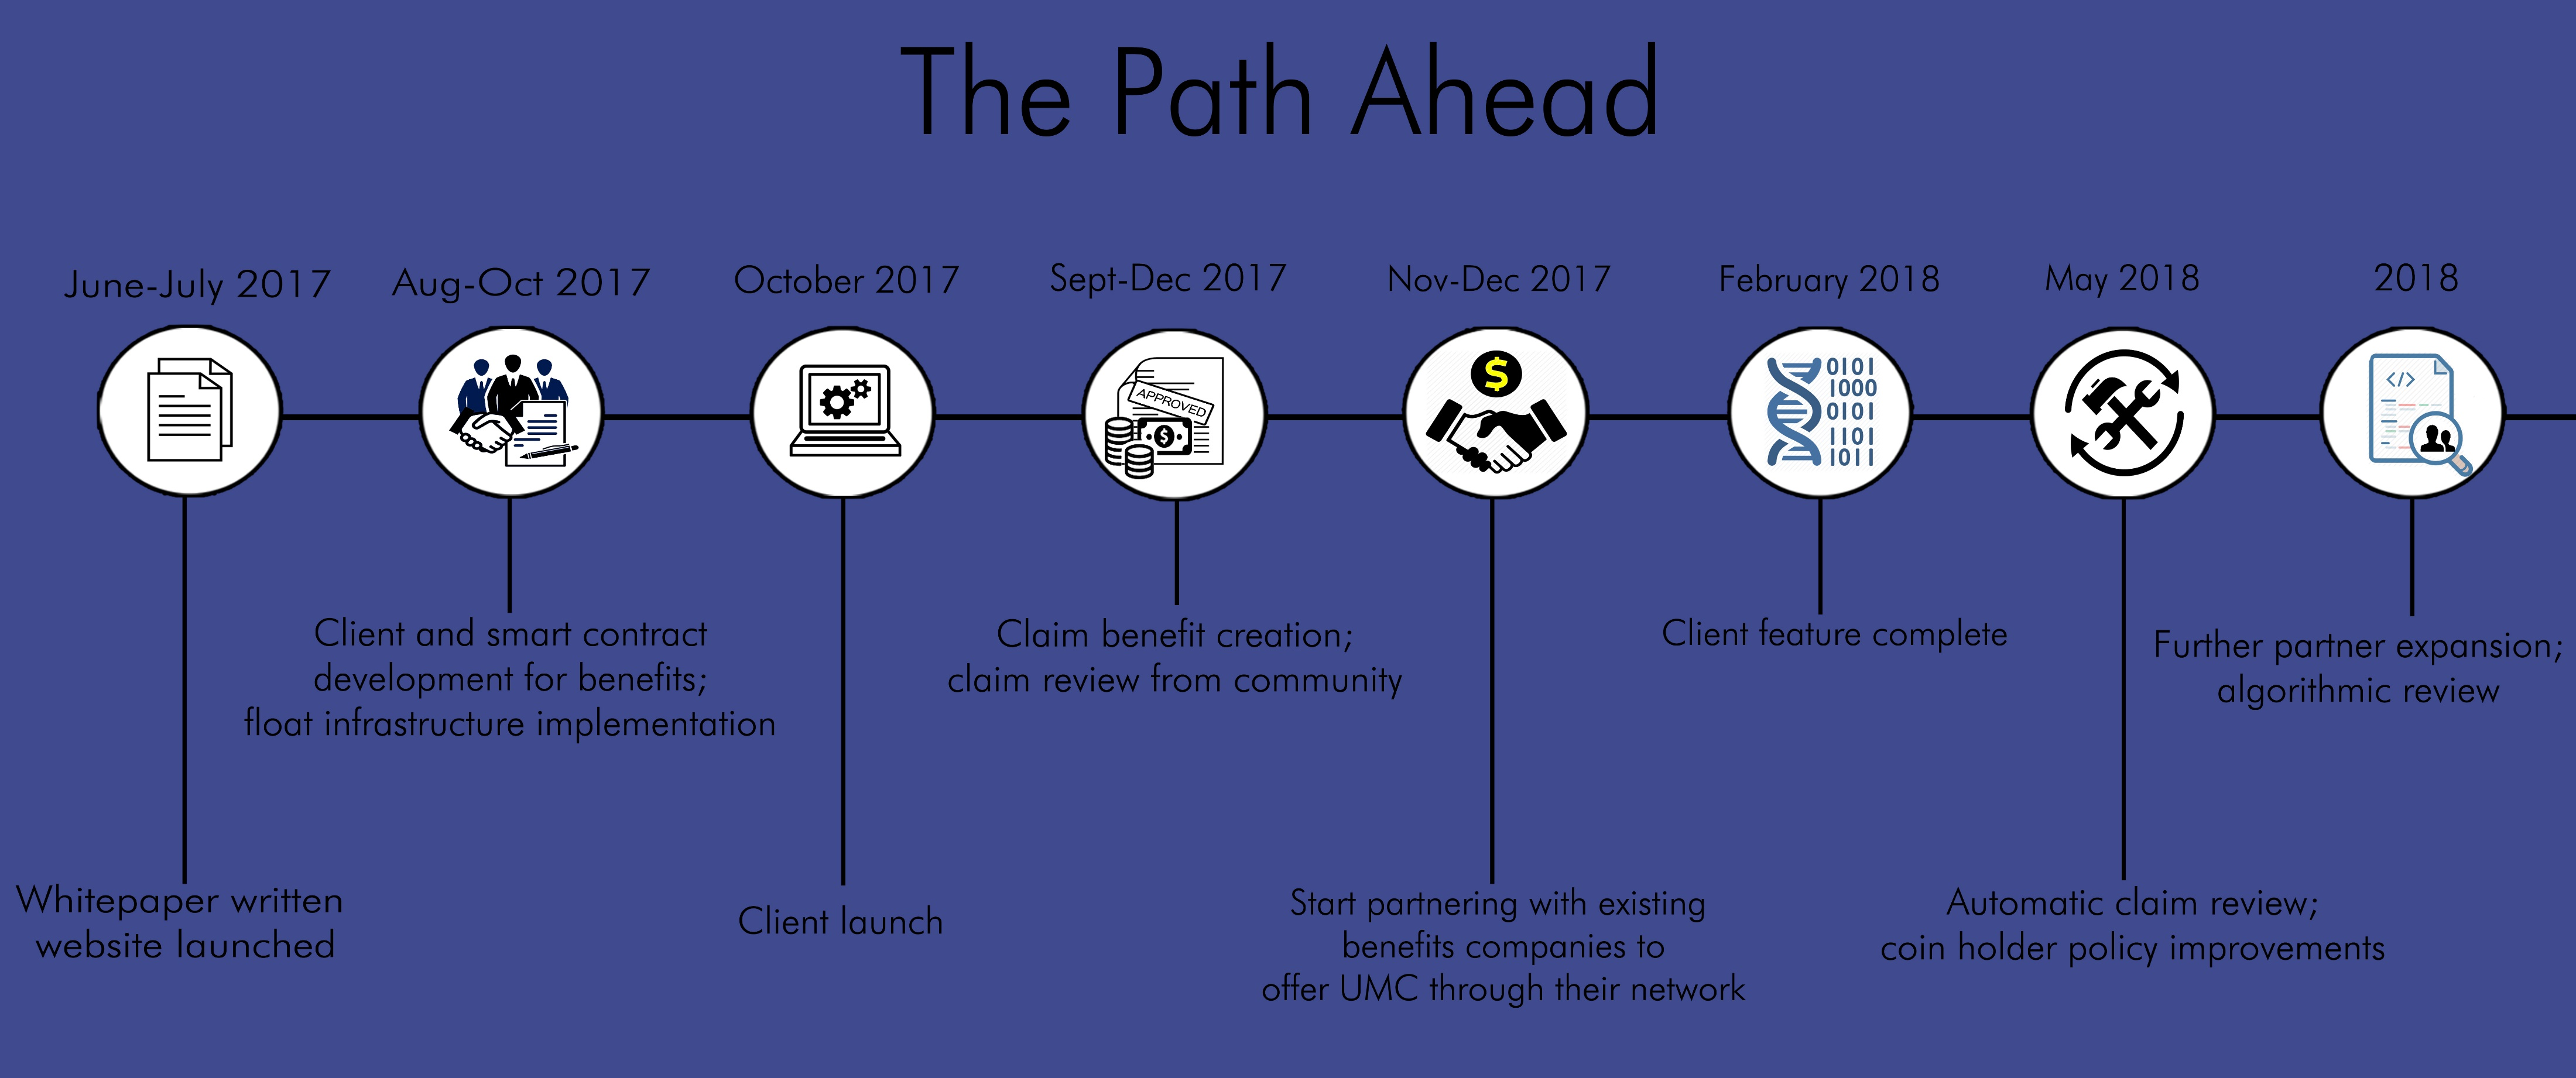 The Path Ahead
June-July 2017
Aug-Oct 2017
October 2017
Sept-Dec 2017
Nov-Dec 2017
February 2018
May 2018
2018
APPROVED
$
$
0101
1000
0101
1101
1011
</>
Client and smart contract
development for benefits;
float infrastructure implementation
Claim benefit creation;
claim review from community
Client feature complete
Further partner expansion;
algorithmic review
Whitepaper written
website launched
Client launch
Start partnering with existing
benefits companies to
offer UMC through their network
Automatic claim review;
coin holder policy improvements